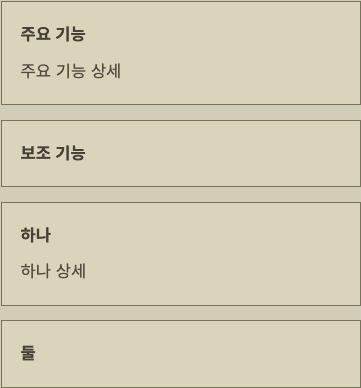 주요 기능
주요 기능 상세
보조 기능
하나
하나 상세
둘